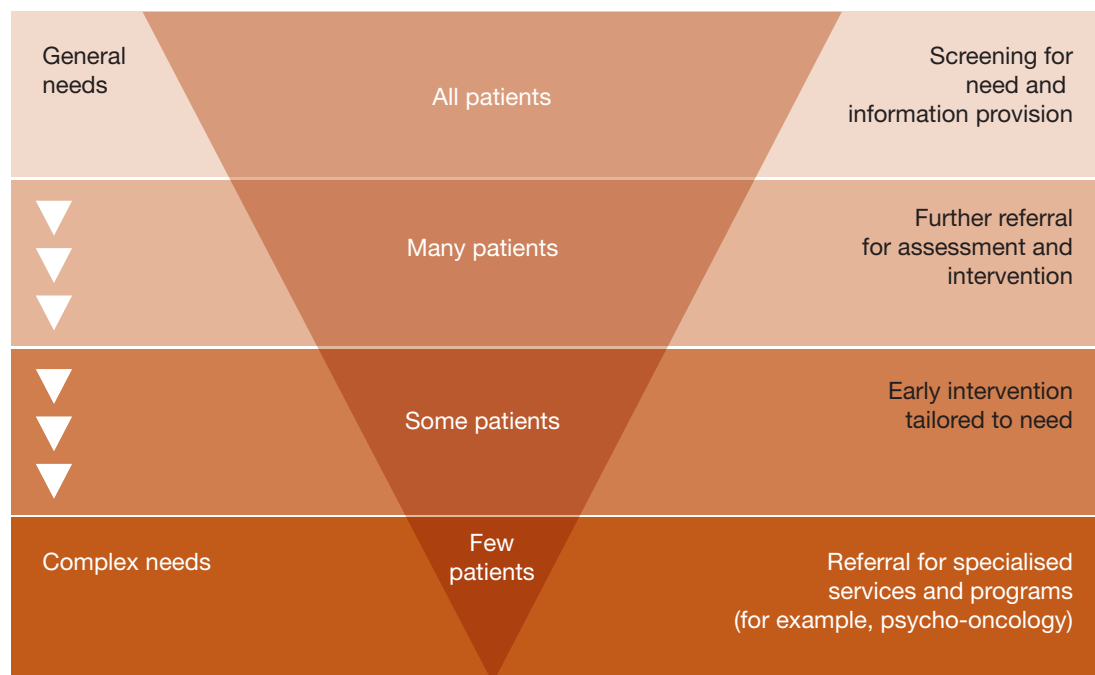 General
needs
All patients
Screening for
need and
information provision
Many patients
Further referral
for assessment and
intervention
Some patients
Early intervention
tailored to need
Complex needs
Few
patients
Referral for specialised
services and programs
(for example, psycho-oncology)